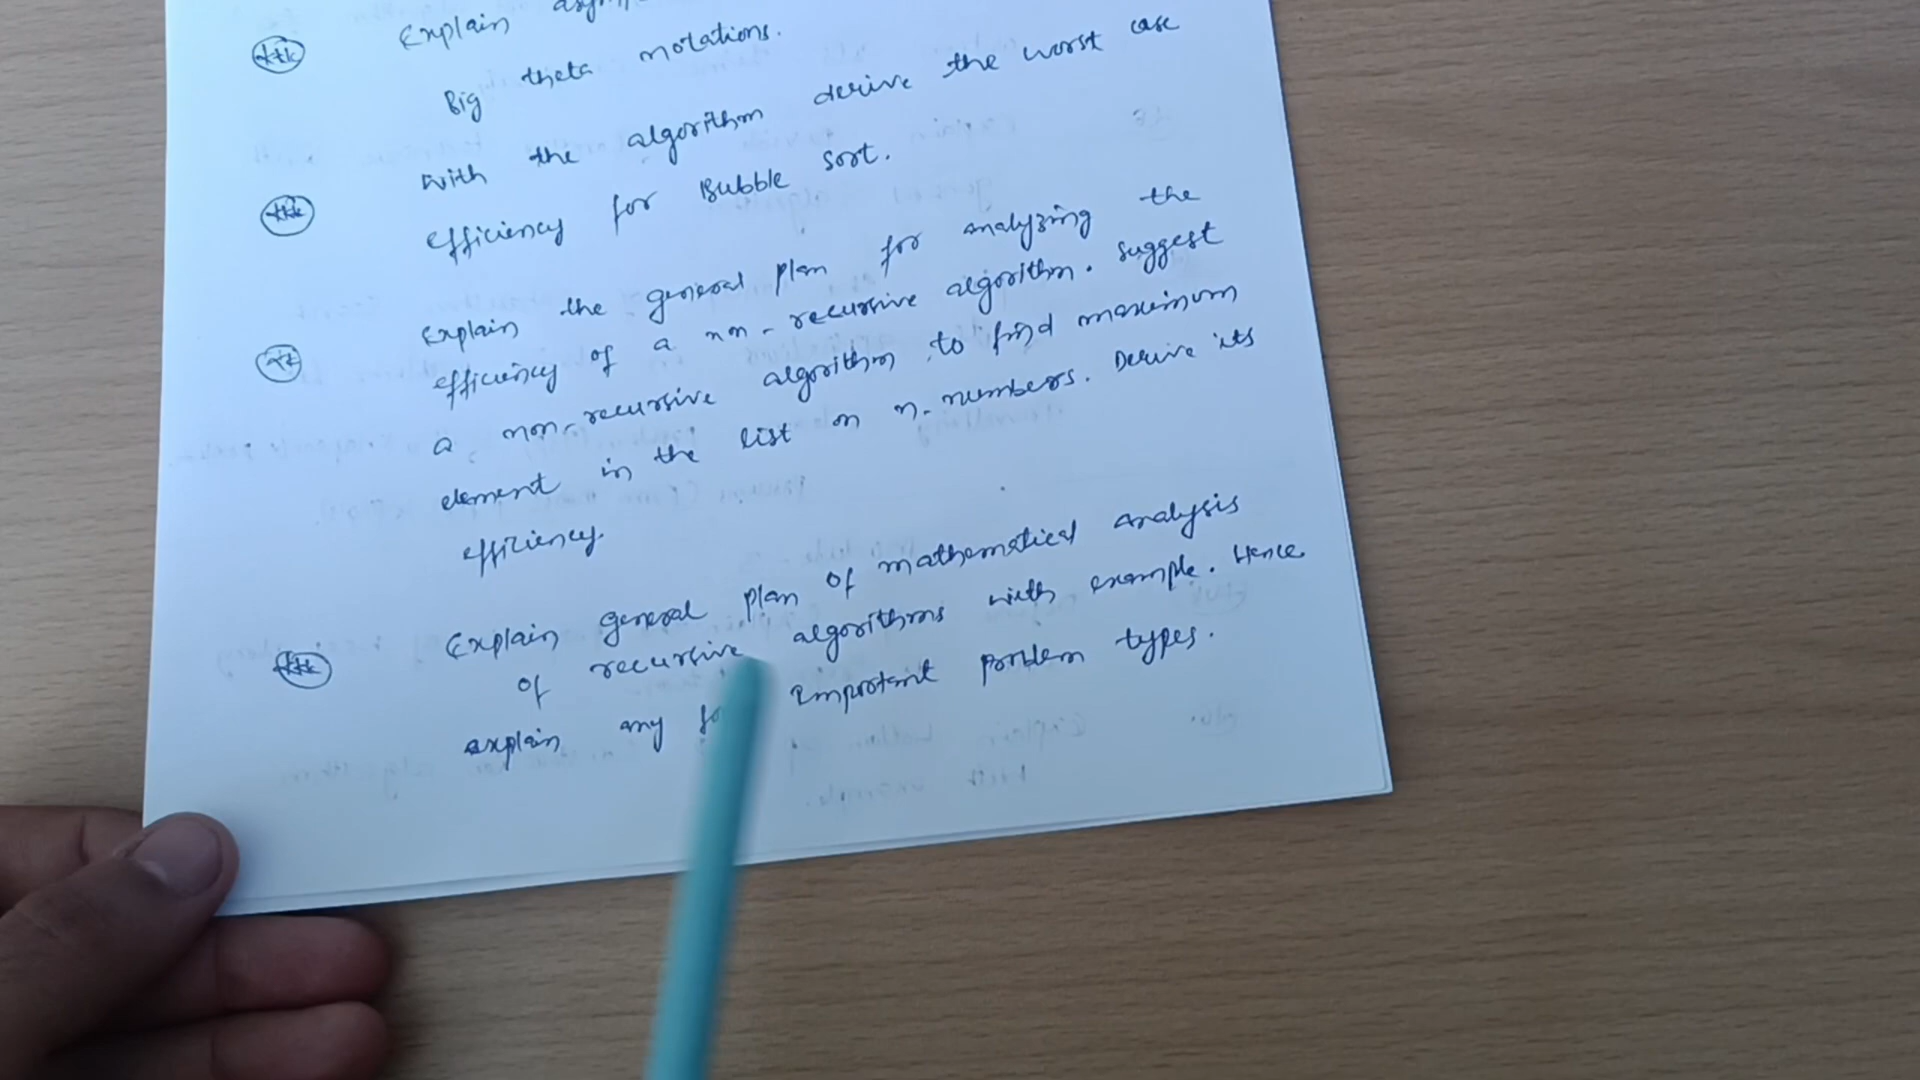 *** Explain
Big theta notations.
With the algorithm derive the worst case
*** efficiency for Bubble sort.
Explain the general plan for analyzing the
** efficiency of a non-recursive algorithm. Suggest
a non-recursive algorithm to find maximum
element in the list on n-numbers. Derive its
efficiency.
Explain general plan of mathematical analysis
*** of recursive algorithms with example. Hence
explain any important problem types.